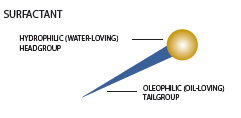 SURFACTANT
HYDROPHILIC (WATER-LOVING)
HEADGROUP
OLEOPHILIC (OIL-LOVING)
TAILGROUP